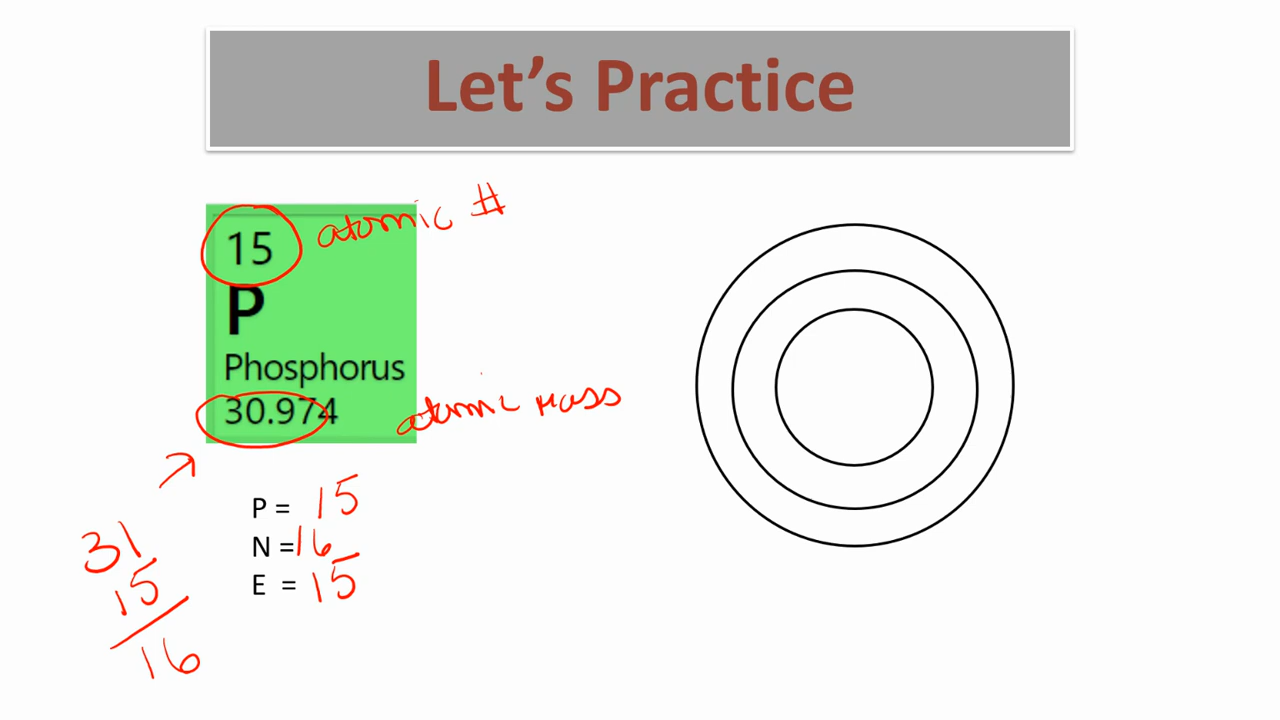 Let's Practice
15
atomic #
P
Phosphorus
30.974
atomic mass
P = 15
N = 16
E = 15
31
15
16